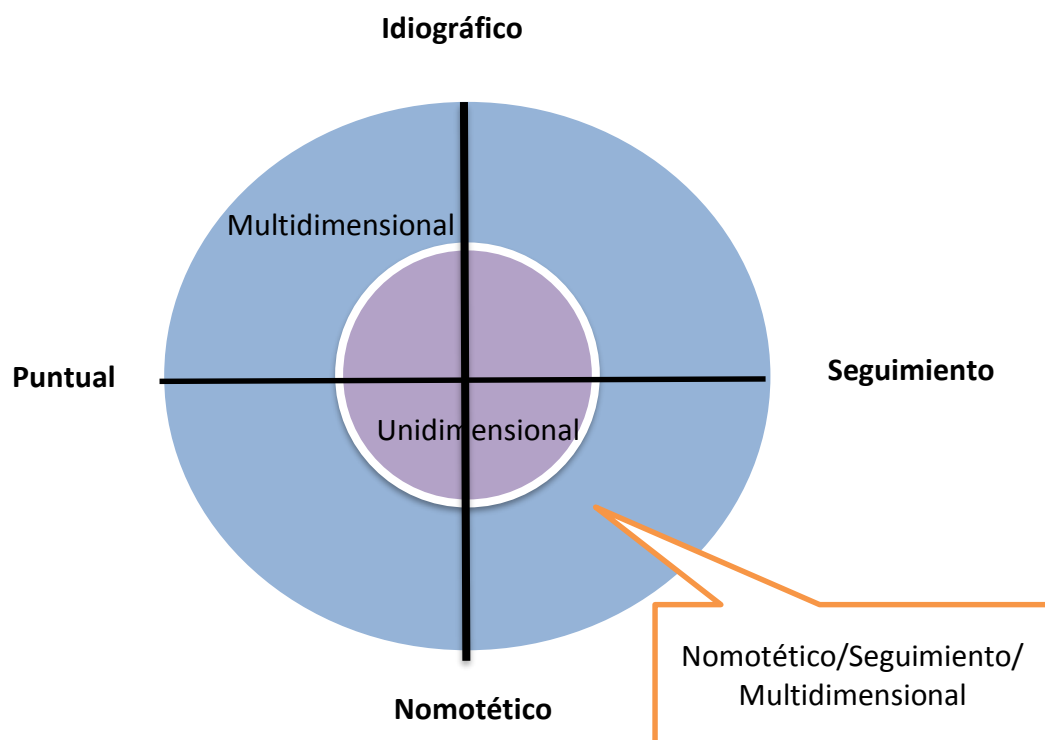 Idiográfico
Multidimensional
Puntual
Seguimiento
Unidimensional
Nomotético/Seguimiento/
Multidimensional
Nomotético